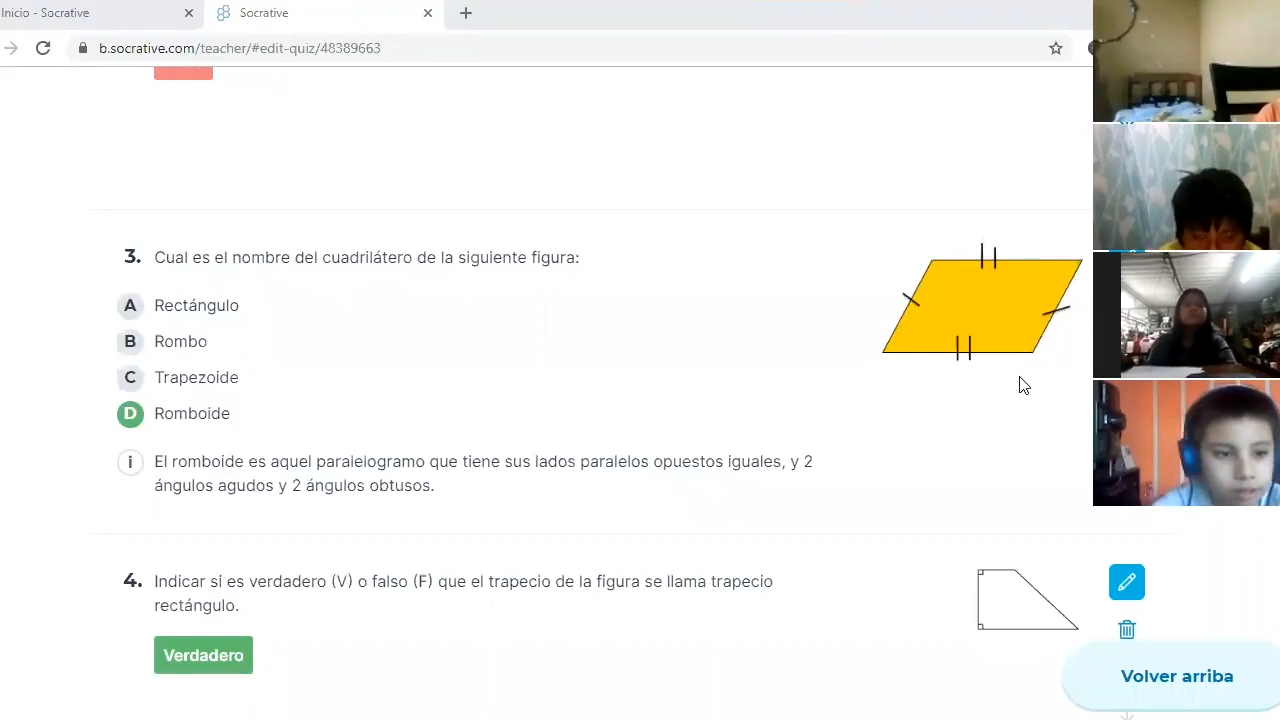 Inicio - Socrative
Socrative
b.socrative.com/teacher/#edit-quiz/48389663
3. Cual es el nombre del cuadrilátero de la siguiente figura:
A Rectángulo
B Rombo
C Trapezoide
D Romboide
i El romboide es aquel paralelogramo que tiene sus lados paralelos opuestos iguales, y 2
ángulos agudos y 2 ángulos obtusos.
4. Indicar si es verdadero (V) o falso (F) que el trapecio de la figura se llama trapecio
rectángulo.
Verdadero
Volver arriba